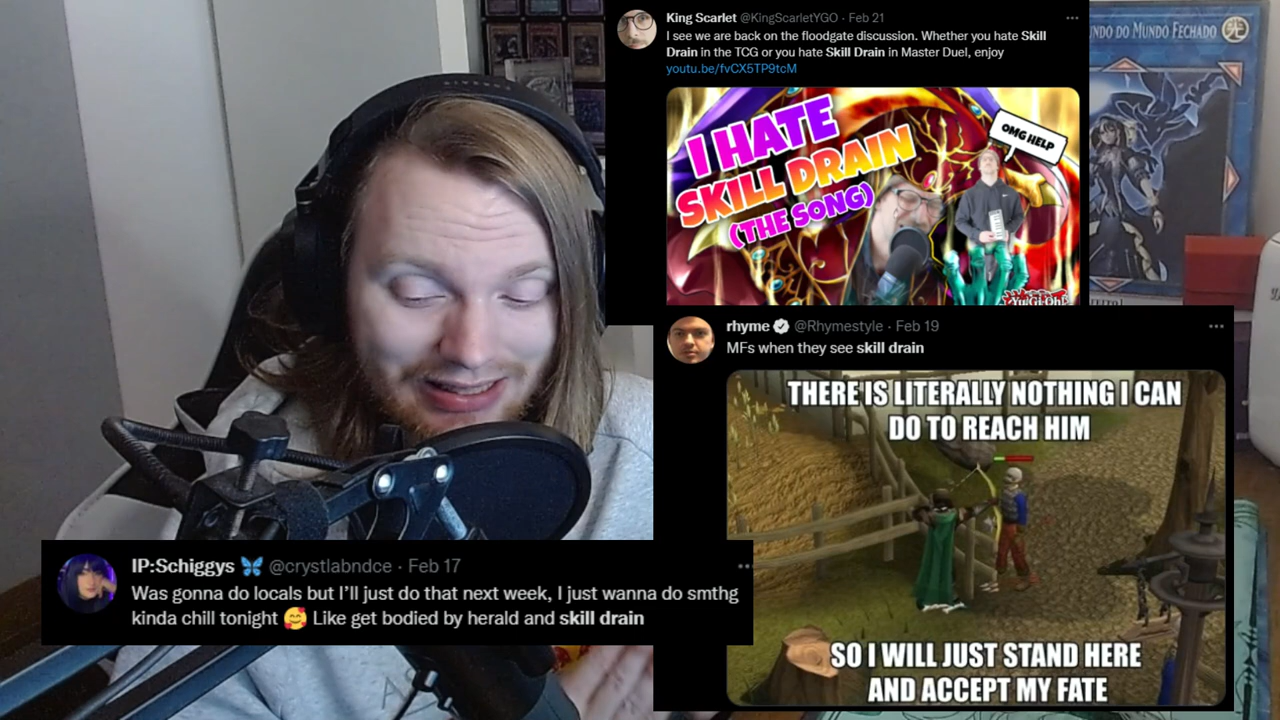 King Scarlet @KingScarletYGO · Feb 21
I see we are back on the floodgate discussion. Whether you hate Skill
Drain in the TCG or you hate Skill Drain in Master Duel, enjoy
youtu.be/fvCX5TP9tcM
I HATE
SKILL DRAIN
(THE SONG)
OMG HELP
Yu-Gi-Oh!
NDO DO MUNDO FECHADO
rhyme @Rhymestyle · Feb 19
MFs when they see skill drain
THERE IS LITERALLY NOTHING I CAN
DO TO REACH HIM
SO I WILL JUST STAND HERE
AND ACCEPT MY FATE
IP:Schiggys 🦋 @crystlabndce · Feb 17
Was gonna do locals but I'll just do that next week, I just wanna do smthg
kinda chill tonight 🥰 Like get bodied by herald and skill drain